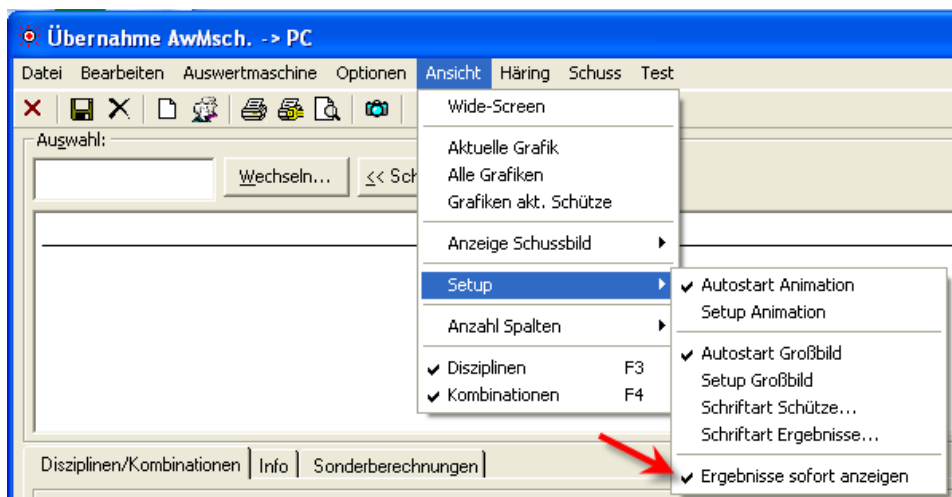 Übernahme AwMsch. -> PC
Datei Bearbeiten Auswertmaschine Optionen Ansicht Häring Schuss Test
Auswahl:
Wechseln... << Sch
Wide-Screen
Aktuelle Grafik
Alle Grafiken
Grafiken akt. Schütze
Anzeige Schussbild
Setup
Anzahl Spalten
Disziplinen F3
Kombinationen F4
Autostart Animation
Setup Animation
Autostart Großbild
Setup Großbild
Schriftart Schütze...
Schriftart Ergebnisse...
Ergebnisse sofort anzeigen
Disziplinen/Kombinationen Info Sonderberechnungen